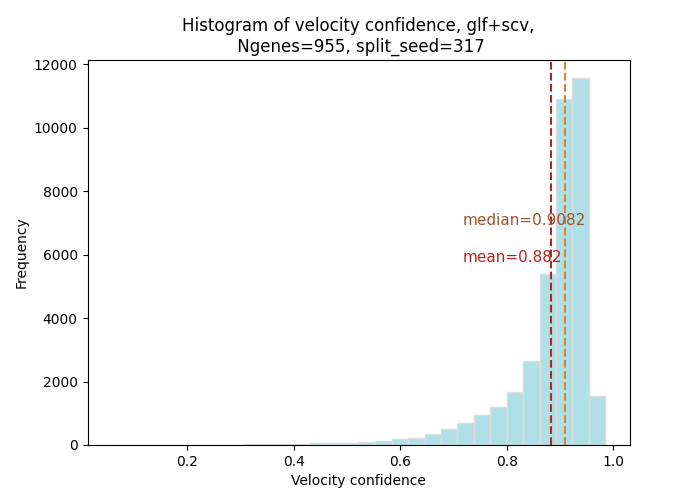 Histogram of velocity confidence, glf+scv,
Ngenes=955, split_seed=317
12000
10000
8000
6000
4000
2000
0
Frequency
median=0.9082
mean=0.882
0.2
0.4
0.6
0.8
1.0
Velocity confidence